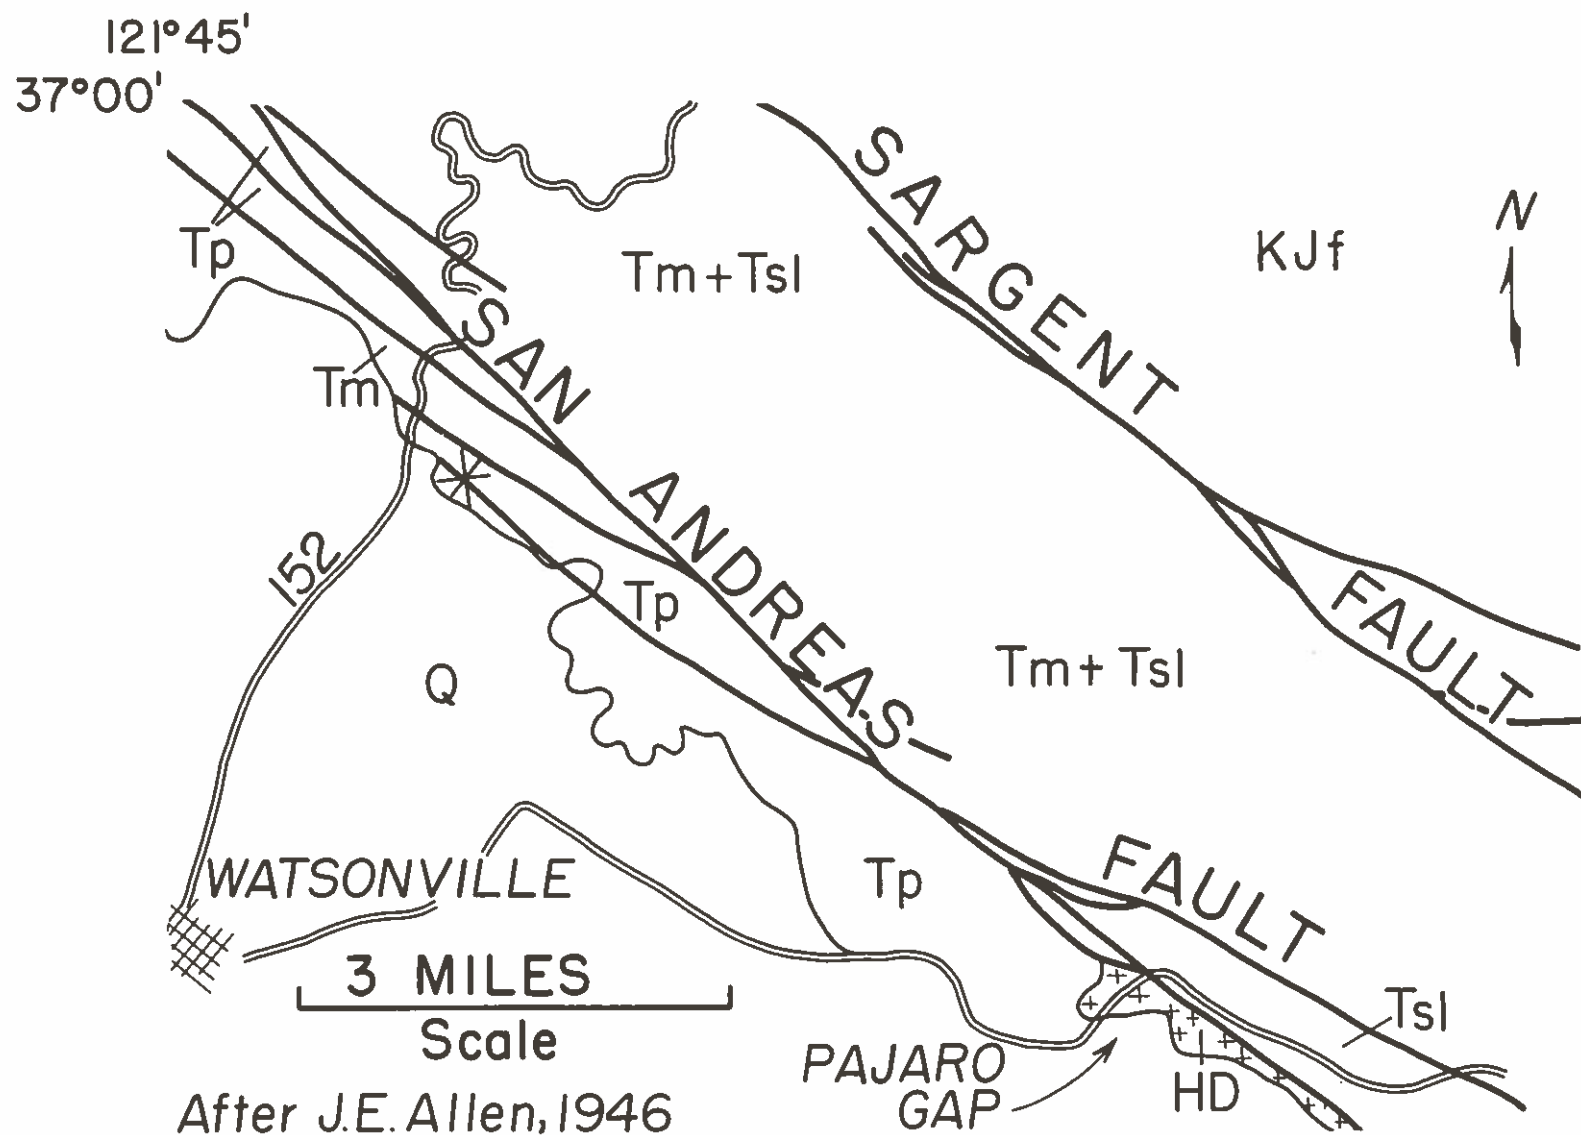 121°45'
37°00'
N
SARGENT
KJf
Tp
Tm+Tsl
SAN
Tm
ANDREAS
152
Tp
FAULT
Tm+Tsl
Q
WATSONVILLE
Tp
FAULT
3 MILES
Scale
Tsl
PAJARO
GAP
HD
After J.E. Allen, 1946